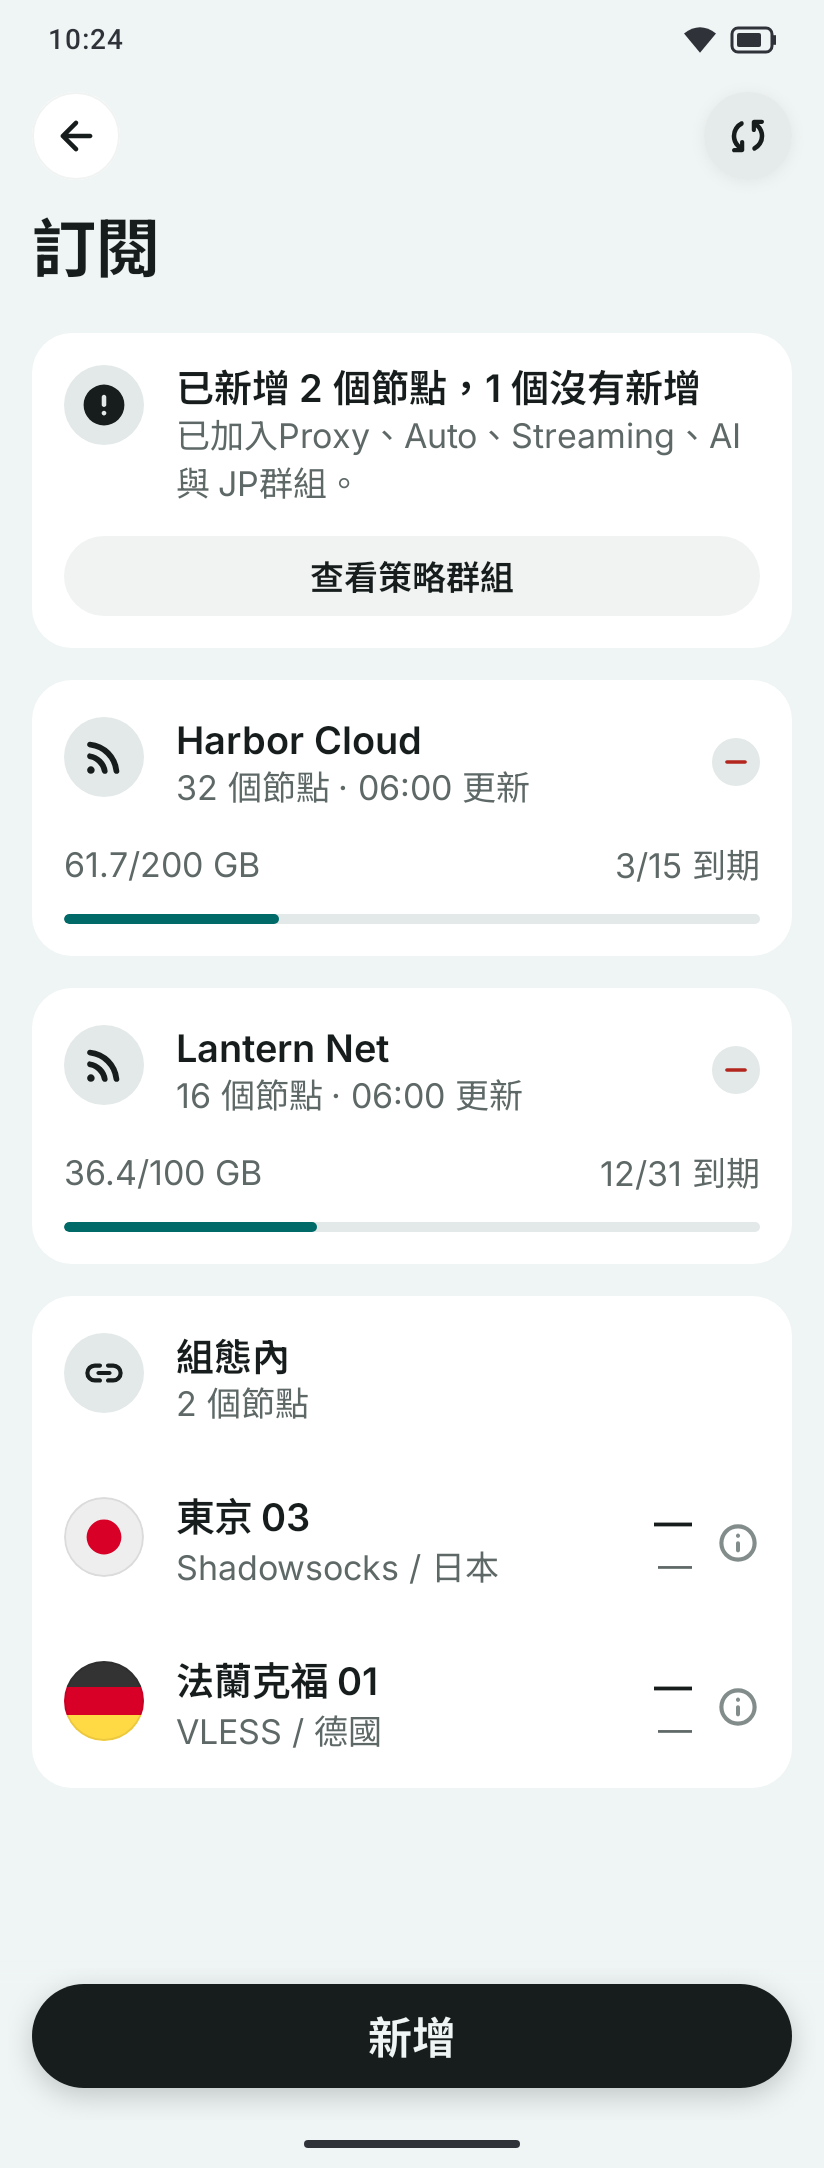 10:24
訂閱
已新增 2 個節點，1 個沒有新增
已加入Proxy、Auto、Streaming、AI
與 JP群組。
查看策略群組
Harbor Cloud
32 個節點 · 06:00 更新
61.7/200 GB
3/15 到期
Lantern Net
16 個節點 · 06:00 更新
36.4/100 GB
12/31 到期
組態內
2 個節點
東京 03
Shadowsocks / 日本
—
—
法蘭克福 01
VLESS / 德國
—
—
新增